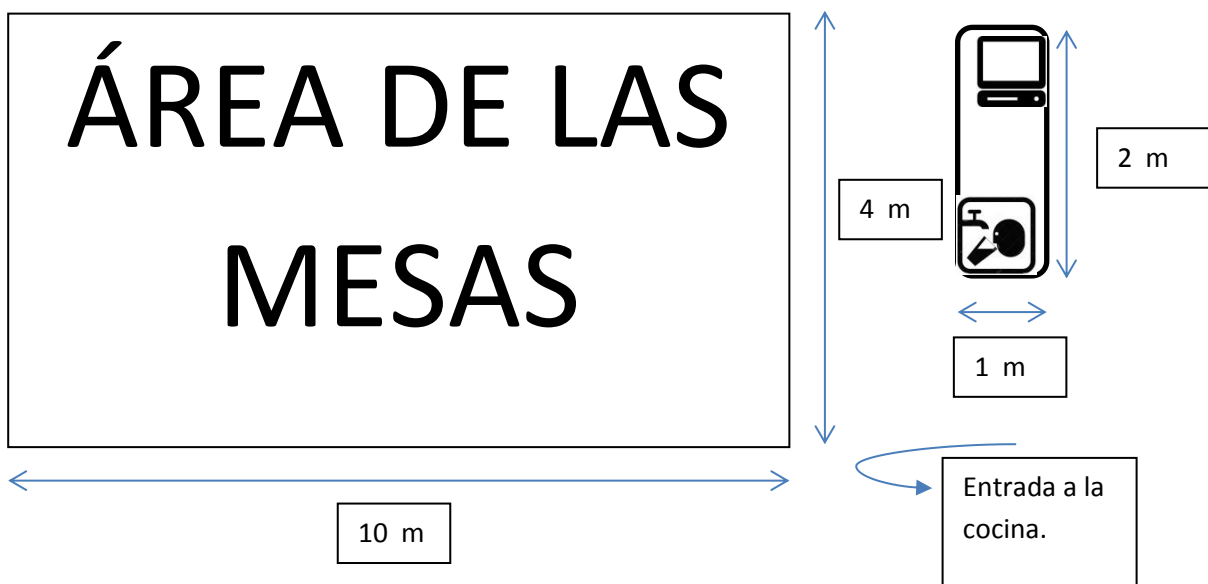 ÁREA DE LAS
MESAS
4 m
2 m
1 m
10 m
Entrada a la
cocina.